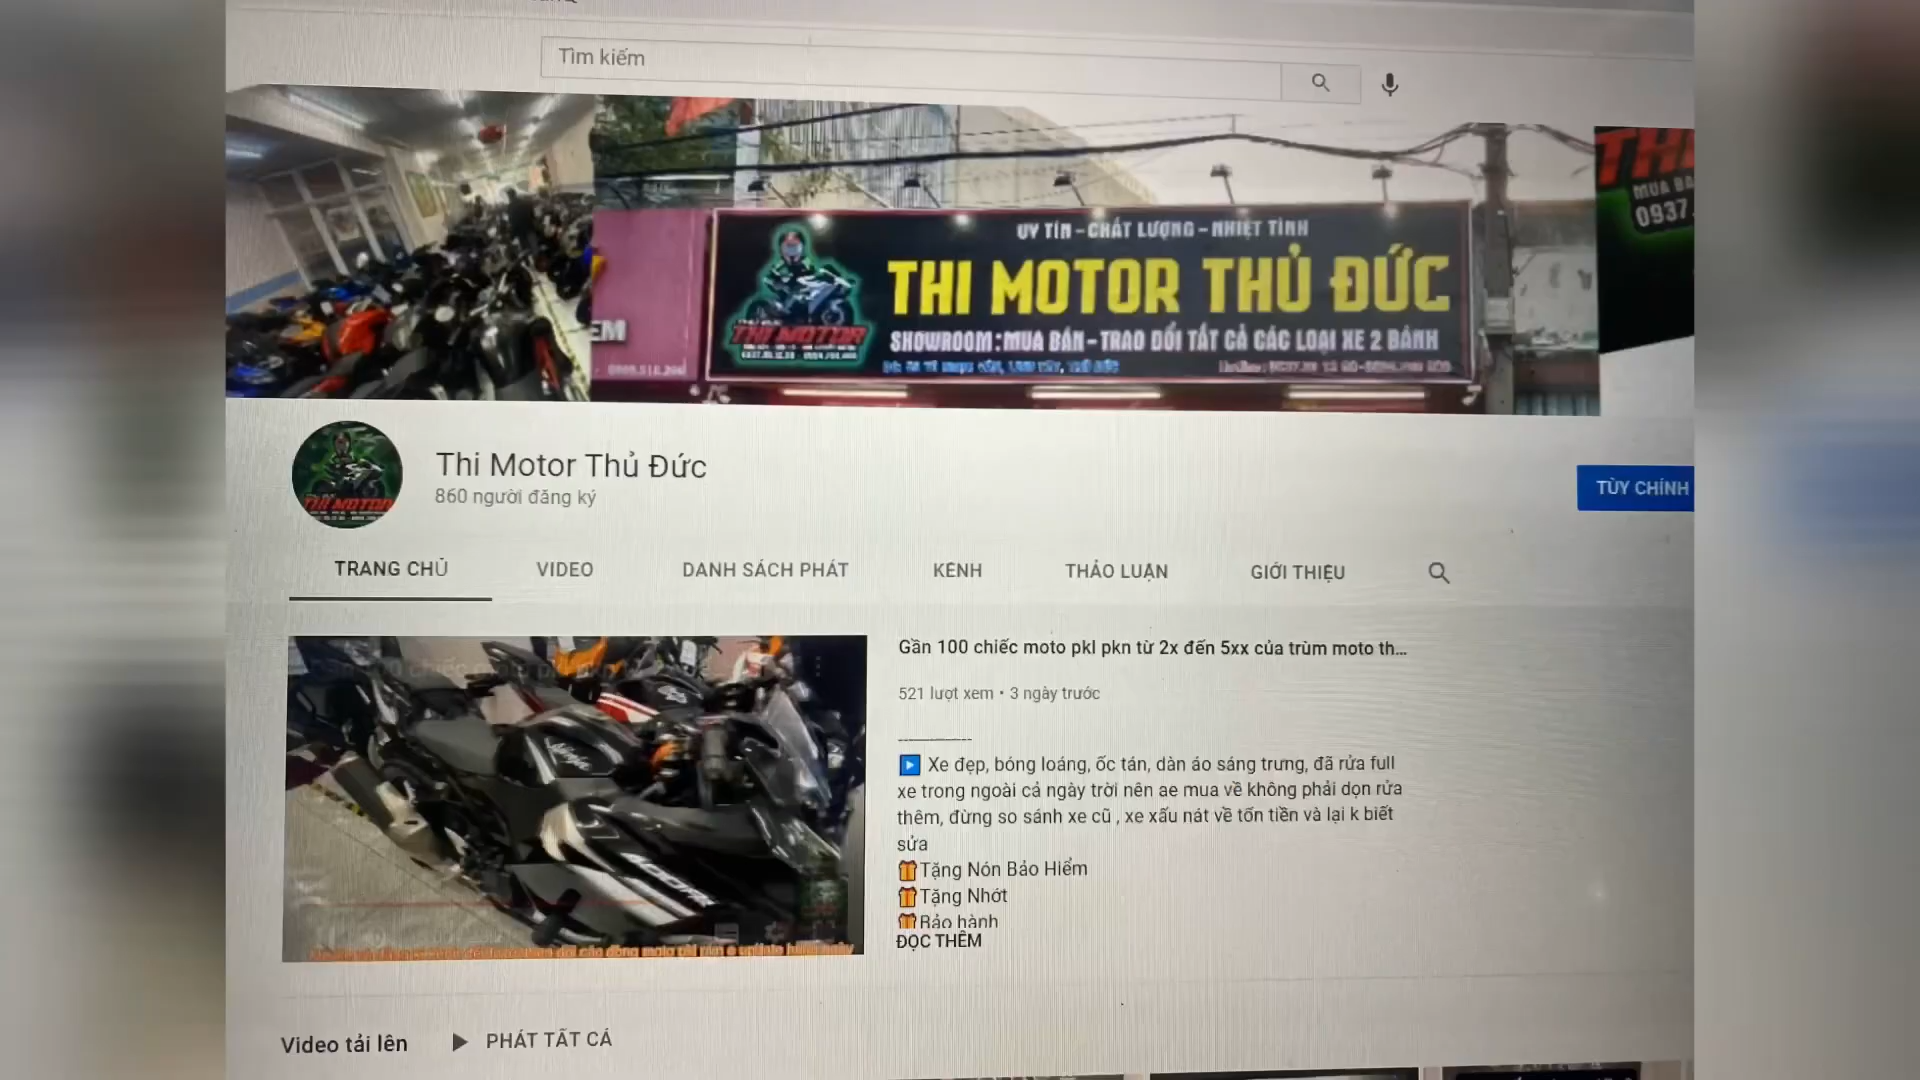 Tìm kiếm
UY TÍN - CHẤT LƯỢNG - NHIỆT TÌNH
THI MOTOR THỦ ĐỨC
SHOWROOM: MUA BÁN - TRAO ĐỔI TẤT CẢ CÁC LOẠI XE 2 BÁNH
THI MOTOR
EM
MUA BÁ
0937.
Thi Motor Thủ Đức
860 người đăng ký
TÙY CHỈNH
TRANG CHỦ
VIDEO
DANH SÁCH PHÁT
KÊNH
THẢO LUẬN
GIỚI THIỆU
Gần 100 chiếc moto pkl pkn từ 2x đến 5xx của trùm moto th...
521 lượt xem • 3 ngày trước
Xe đẹp, bóng loáng, ốc tán, dàn áo sáng trưng, đã rửa full
xe trong ngoài cả ngày trời nên ae mua về không phải dọn rửa
thêm, đừng so sánh xe cũ , xe xấu nát về tốn tiền và lại k biết
sửa
Tặng Nón Bảo Hiểm
Tặng Nhớt
Bảo hành
ĐỌC THÊM
Ninja
Video tải lên
PHÁT TẤT CẢ